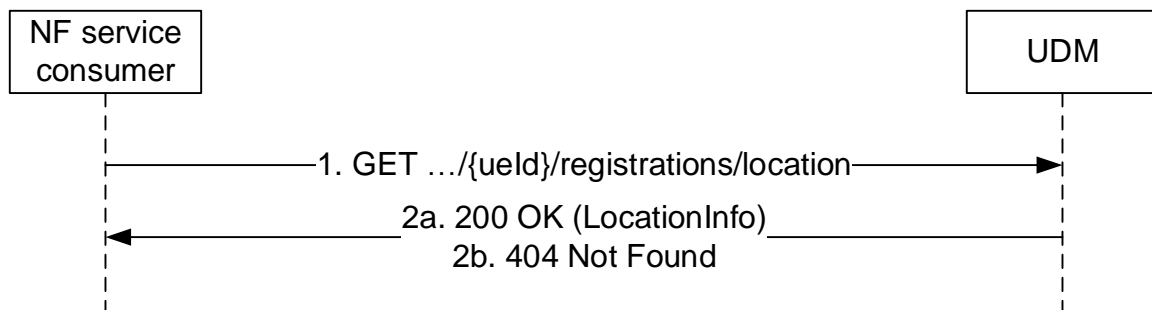 NF service
consumer
UDM
1. GET …/{ueId}/registrations/location
2a. 200 OK (LocationInfo)
2b. 404 Not Found